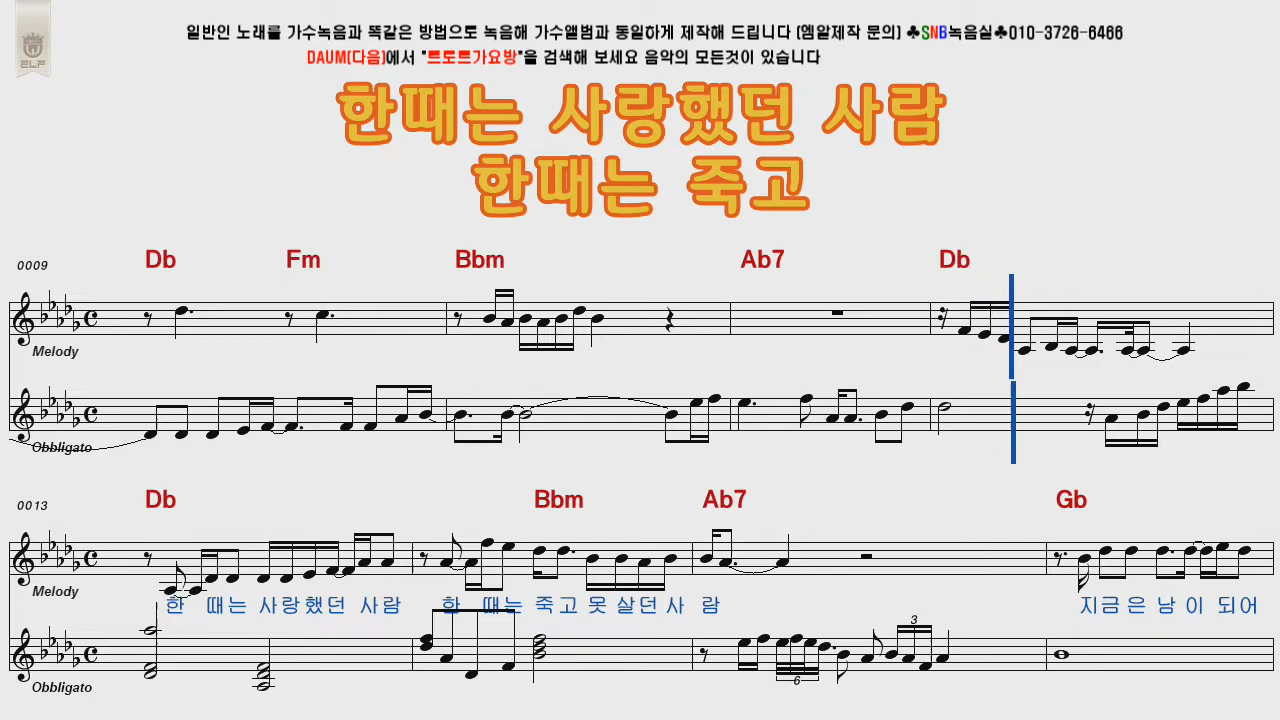 ELF
일반인 노래를 가수녹음과 똑같은 방법으로 녹음해 가수앨범과 동일하게 제작해 드립니다 (엠알제작 문의) ♣SNB녹음실♣010-3726-6466
DAUM(다음)에서 "트로트가요방"을 검색해 보세요 음악의 모든것이 있습니다
한때는 사랑했던 사람
한때는 죽고
Db Fm Bbm Ab7 Db
0009
Melody
Obbligato
Db Bbm Ab7 Gb
0013
Melody
한 때는 사랑했던 사람 한 때는 죽고 못 살던사 람 지금은 남이 되어
3
6
Obbligato